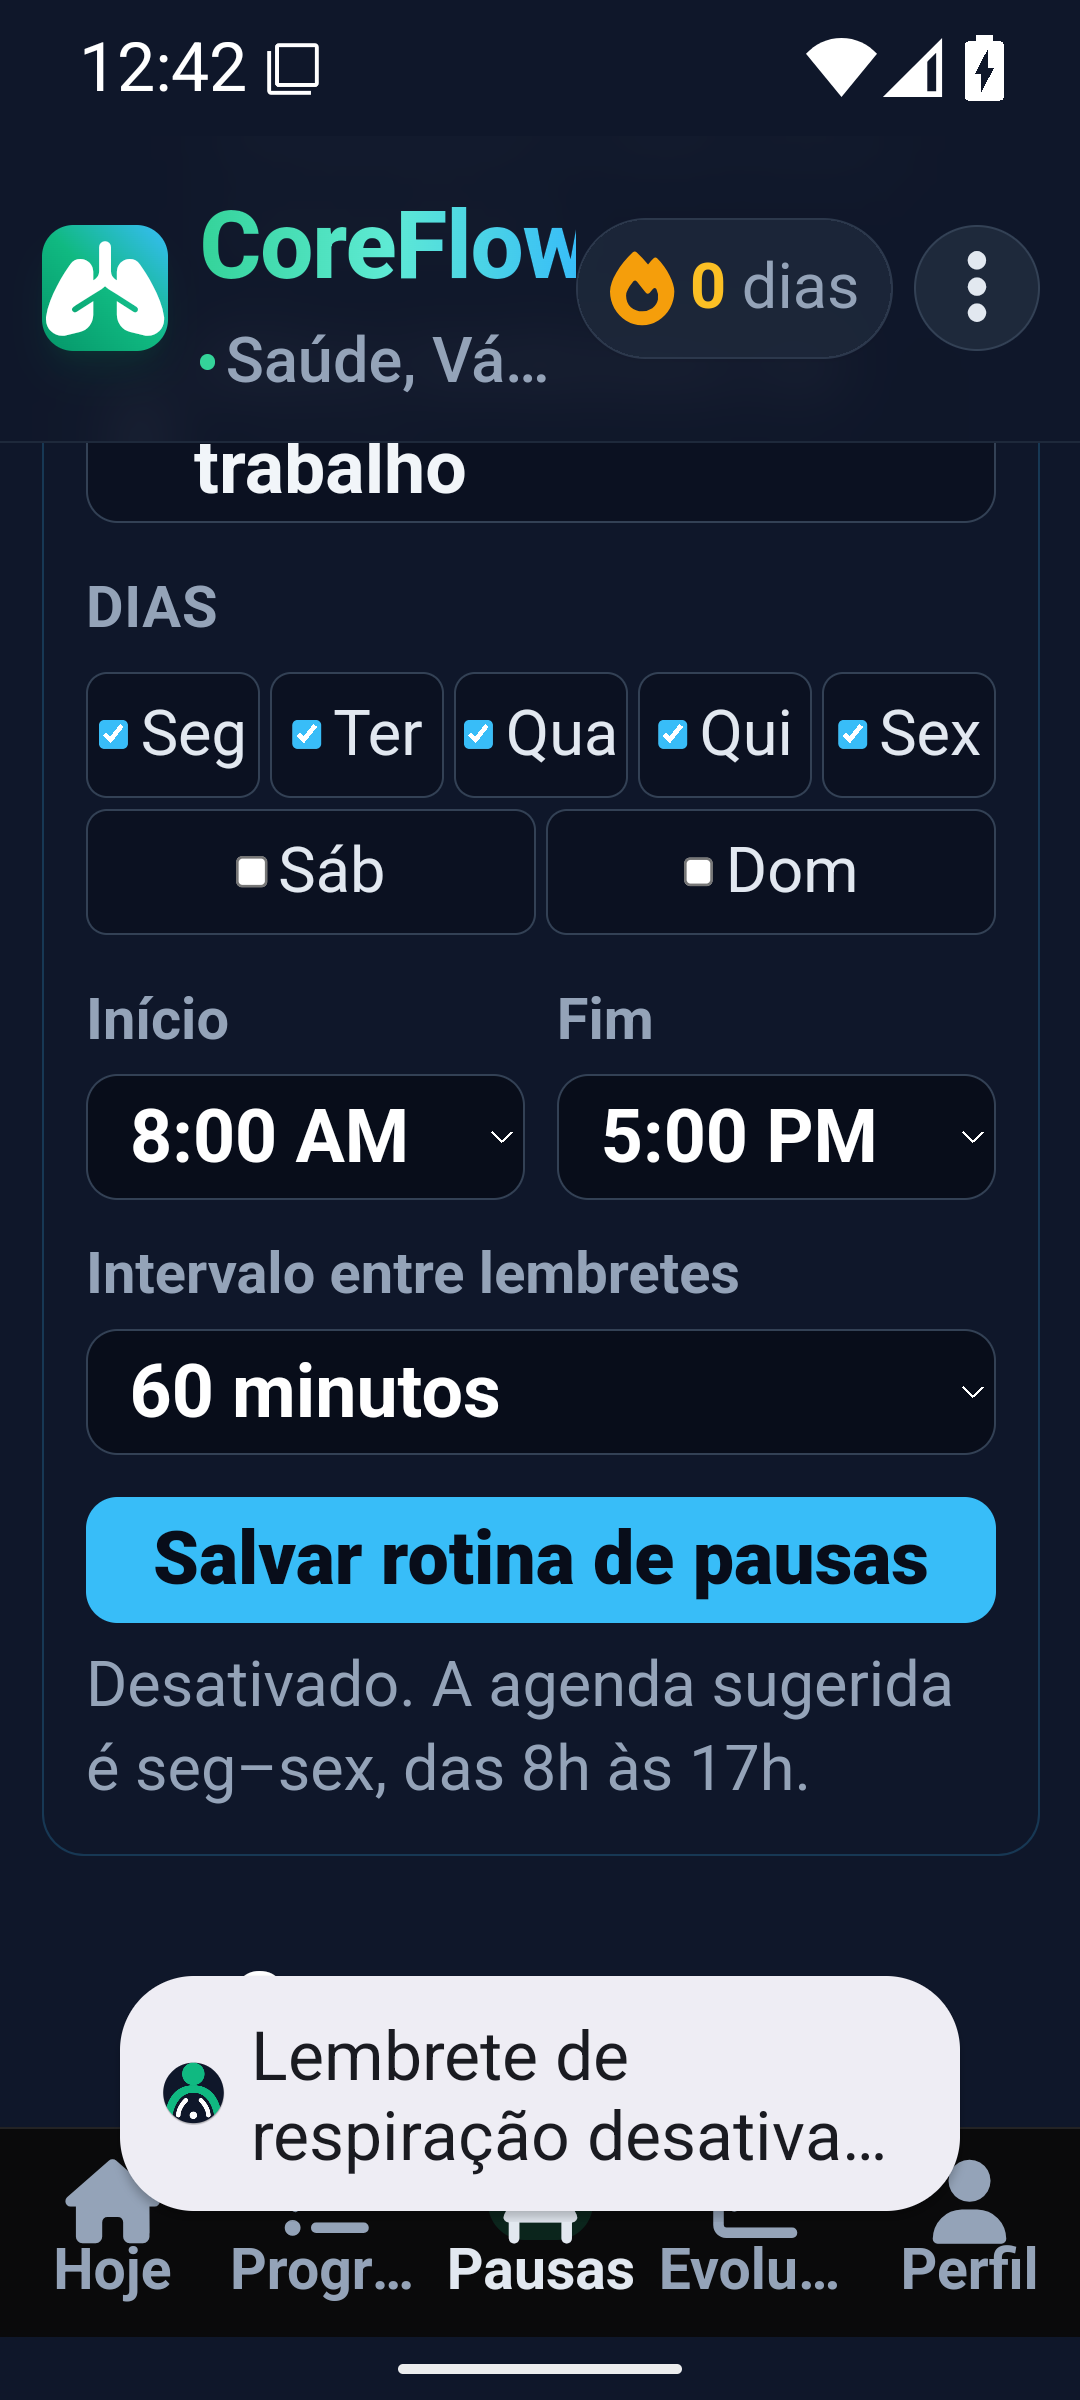 12:42
CoreFlow
0 dias
Saúde, Vá...
trabalho
DIAS
Seg
Ter
Qua
Qui
Sex
Sáb
Dom
Início
Fim
8:00 AM
5:00 PM
Intervalo entre lembretes
60 minutos
Salvar rotina de pausas
Desativado. A agenda sugerida
é seg–sex, das 8h às 17h.
Lembrete de
respiração desativa...
Hoje
Progr...
Pausas
Evolu...
Perfil